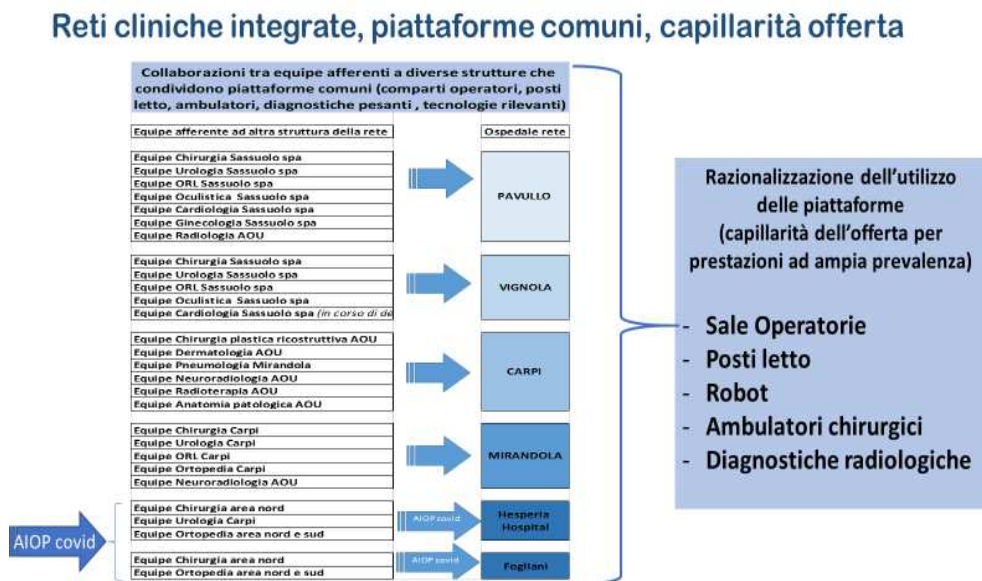 Reti cliniche integrate, piattaforme comuni, capillarità offerta
Collaborazioni tra equipe afferenti a diverse strutture che
condividono piattaforme comuni (comparti operatori, posti
letto, ambulatori, diagnostiche pesanti , tecnologie rilevanti)
Equipe afferente ad altra struttura della rete
Ospedale rete
Equipe Chirurgia Sassuolo spa
Equipe Urologia Sassuolo spa
Equipe ORL Sassuolo spa
Equipe Oculistica Sassuolo spa
Equipe Cardiologia Sassuolo spa
Equipe Ginecologia Sassuolo spa
Equipe Radiologia AOU
PAVULLO
Equipe Chirurgia Sassuolo spa
Equipe Urologia Sassuolo spa
Equipe ORL Sassuolo spa
Equipe Oculistica Sassuolo spa
Equipe Cardiologia Sassuolo spa (in corso di de
VIGNOLA
Equipe Chirurgia plastica ricostruttiva AOU
Equipe Dermatologia AOU
Equipe Pneumologia Mirandola
Equipe Neuroradiologia AOU
Equipe Radioterapia AOU
Equipe Anatomia patologica AOU
CARPI
Equipe Chirurgia Carpi
Equipe Urologia Carpi
Equipe ORL Carpi
Equipe Ortopedia Carpi
Equipe Neuroradiologia AOU
MIRANDOLA
AIOP covid
Equipe Chirurgia area nord
Equipe Urologia Carpi
Equipe Ortopedia area nord e sud
AIOP covid
Hesperia
Hospital
Equipe Chirurgia area nord
Equipe Ortopedia area nord e sud
AIOP covid
Fogliani
Razionalizzazione dell'utilizzo
delle piattaforme
(capillarità dell'offerta per
prestazioni ad ampia prevalenza)
- Sale Operatorie
- Posti letto
- Robot
- Ambulatori chirurgici
- Diagnostiche radiologiche